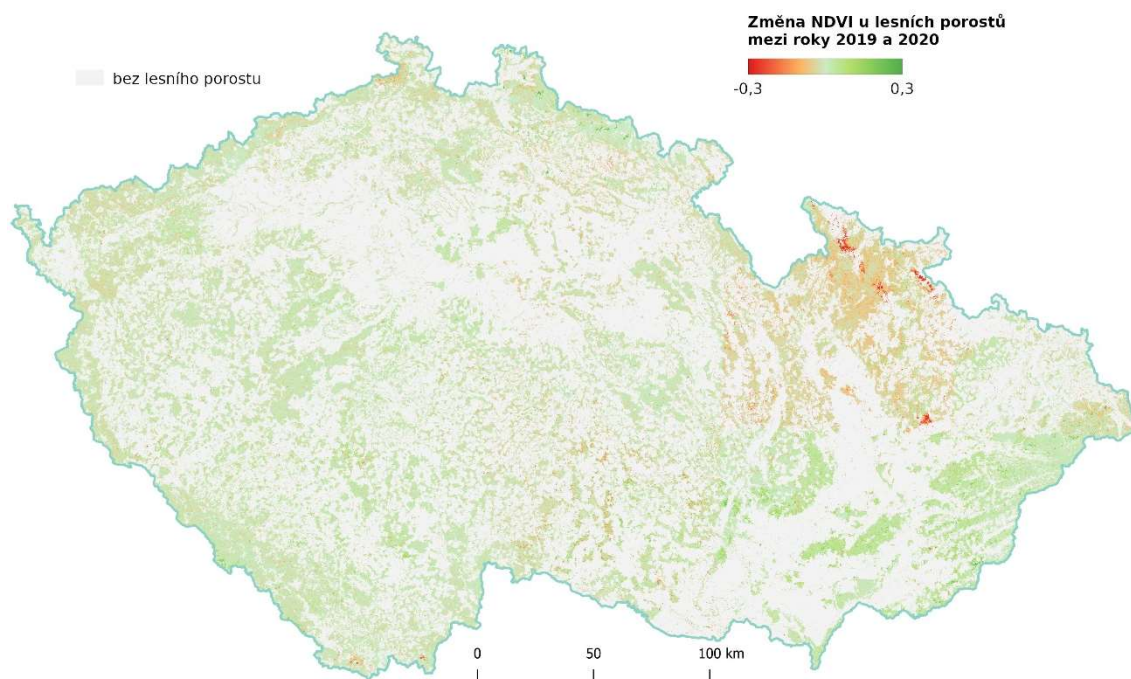 Změna NDVI u lesních porostů
mezi roky 2019 a 2020
-0,3 0,3
bez lesního porostu
0 50 100 km